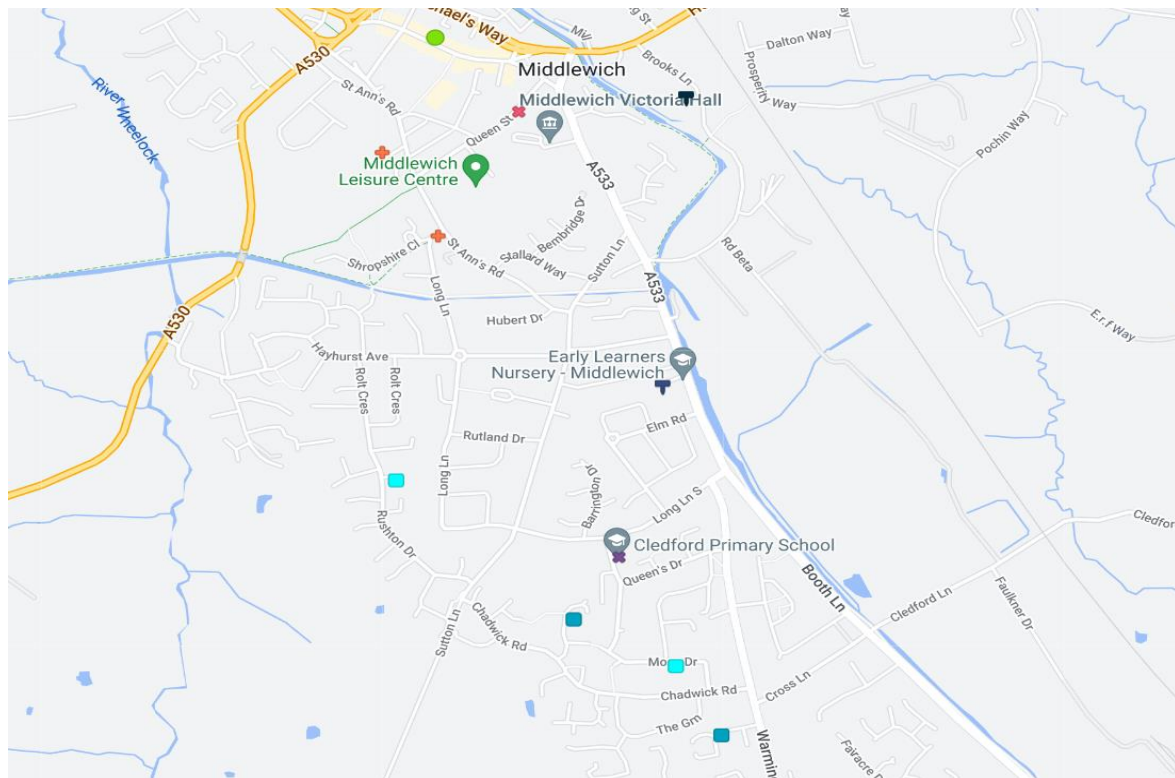 hael's Way
A530
St Ann's Rd
Middlewich
Middlewich Victoria Hall
Queen St
Brooks Ln
Dalton Way
Prosperity Way
Pochin Way
River Wheelock
Middlewich
Leisure Centre
A533
Bembridge Dr
Stallard Way
Sutton Ln
Shropshire Cl
St Ann's Rd
Long Ln
Rd Beta
A530
A533
Hubert Dr
E.r.f Way
Hayhurst Ave
Early Learners
Nursery - Middlewich
Rolt Cres
Rolt Cres
Elm Rd
Rutland Dr
Long Ln
Barrington Dr
Long Ln S
Rushton Dr
Cledford Primary School
Queen's Dr
Booth Ln
Cledford Ln
Faulkner Dr
Sutton Ln
Chadwick Rd
Chadwick Rd
Cross Ln
The Grn